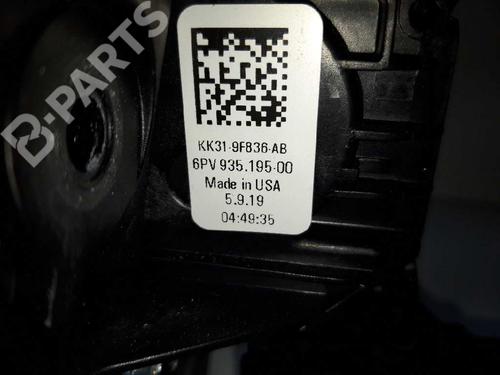 B-PARTS
KK31-9F836-AB
6PV 935.195-00
Made in USA
5.9.19
04:49:35